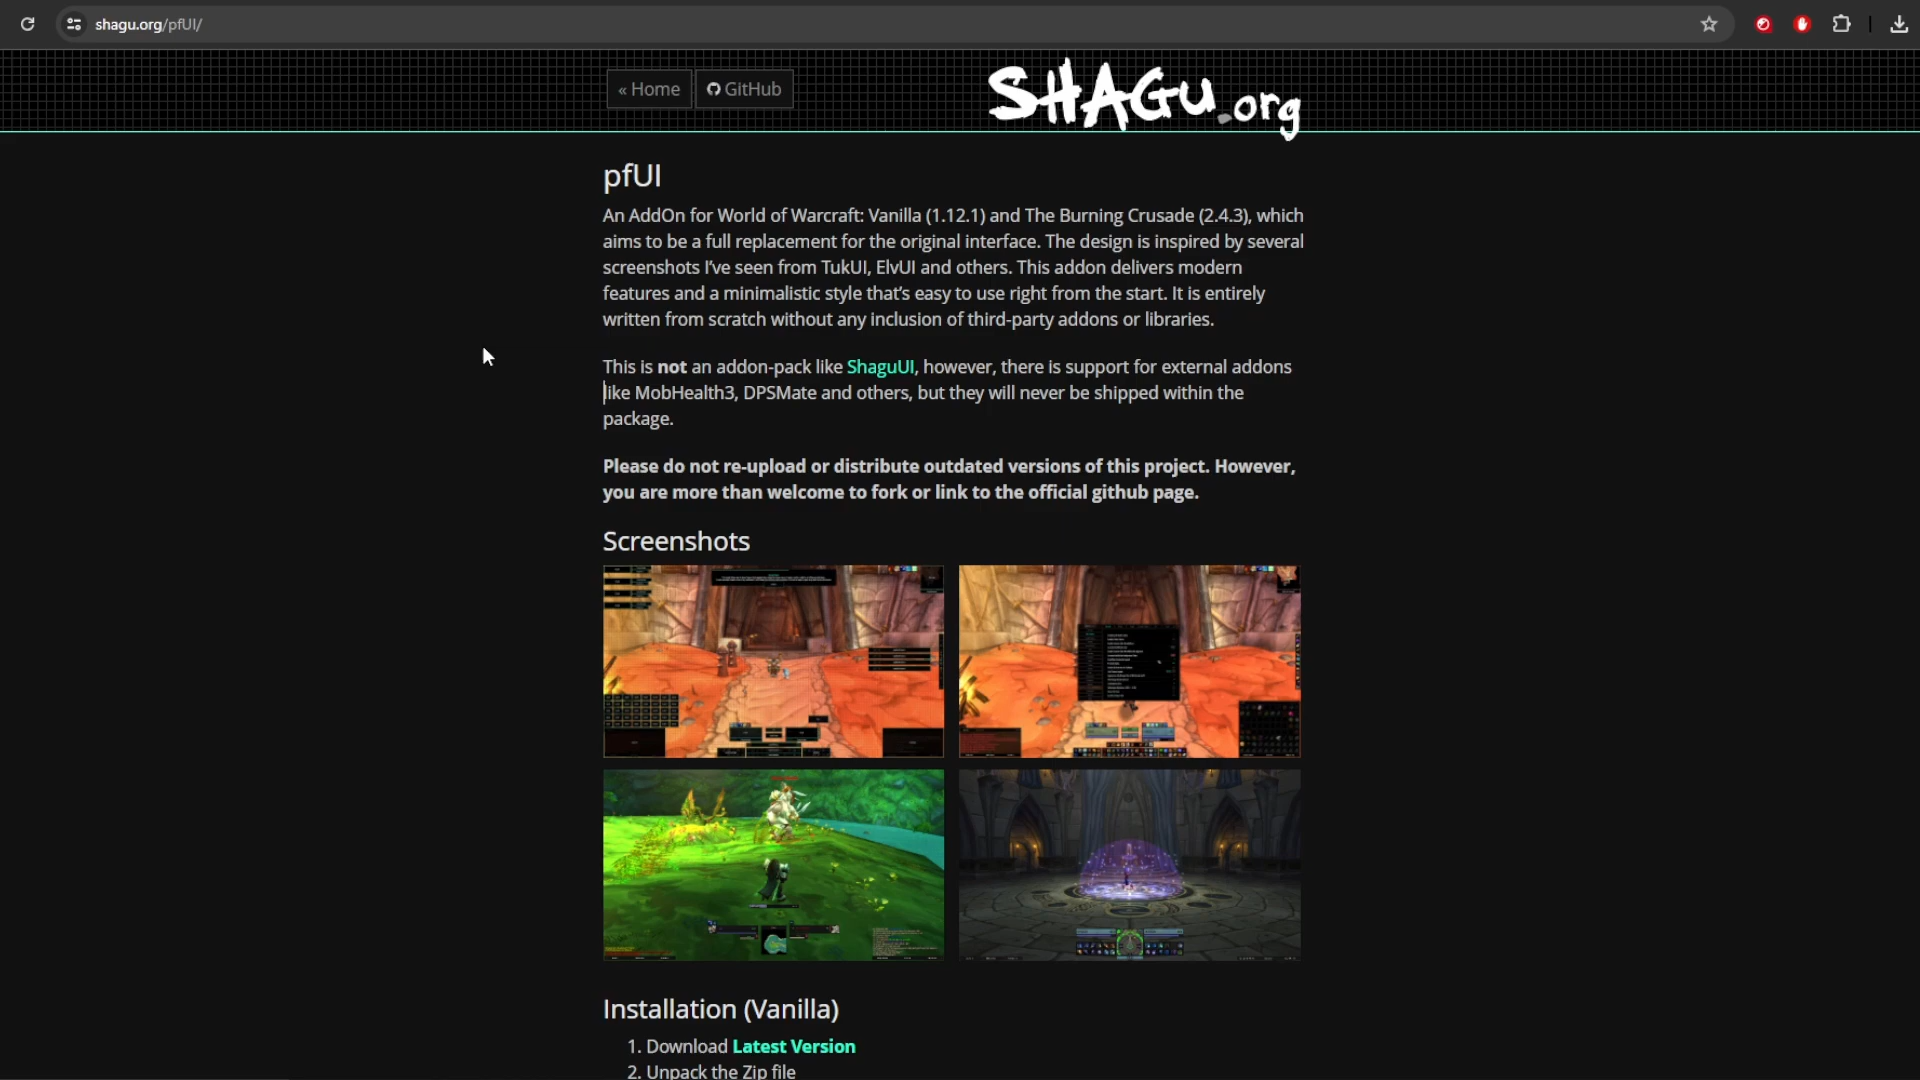 shagu.org/pfUI/
« Home
GitHub
SHAGU.org
pfUI
An AddOn for World of Warcraft: Vanilla (1.12.1) and The Burning Crusade (2.4.3), which
aims to be a full replacement for the original interface. The design is inspired by several
screenshots I've seen from TukUI, ElvUI and others. This addon delivers modern
features and a minimalistic style that's easy to use right from the start. It is entirely
written from scratch without any inclusion of third-party addons or libraries.
This is not an addon-pack like ShaguUI, however, there is support for external addons
like MobHealth3, DPSMate and others, but they will never be shipped within the
package.
Please do not re-upload or distribute outdated versions of this project. However,
you are more than welcome to fork or link to the official github page.
Screenshots
Installation (Vanilla)
1. Download Latest Version
2. Unpack the Zip file